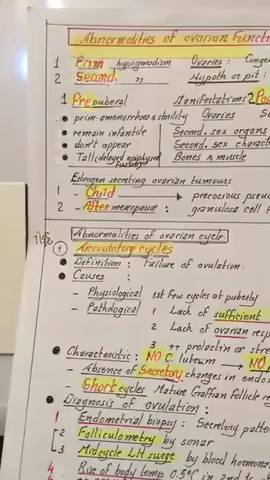 Abnormalities of ovarian Funct
1 Prim hypogonadism Ovaries : Conge
2 Second. ,, Hypoth or pit :
1 Prepuberal Manifestations 2 Po
• prim-amenorrhea & sterility Ovaries Se
• remain infantile Second. sex organs
• don't appear Second. sex charact
• Tall delayed epiphyseal Bones & muscle
Estrogen secreting ovarian tumours
1 - Child → precocious pseu
2 - After menopause : granulosa cell
Abnormalities of ovarian cycle.
1 Anovulatory cycles
• Definition : failure of ovulation.
• Causes :
- Physiological 1st few cycles at puberty
- Pathological 1 Lack of sufficient
2 Lack of ovarian resp
3 ++ prolactin or stre
• Characteristic : NO C. luteum → NO
- Absence of Secretory changes in endo
- Short cycles Mature Graffian Follicle re
• Diagnosis of ovulation :
1 Endometrial biopsy : Secretory patter
2 Folliculometry by sonar
3 Midcycle LH surge by blood hormona
4 Rise of body temp 0.5°C in 2nd